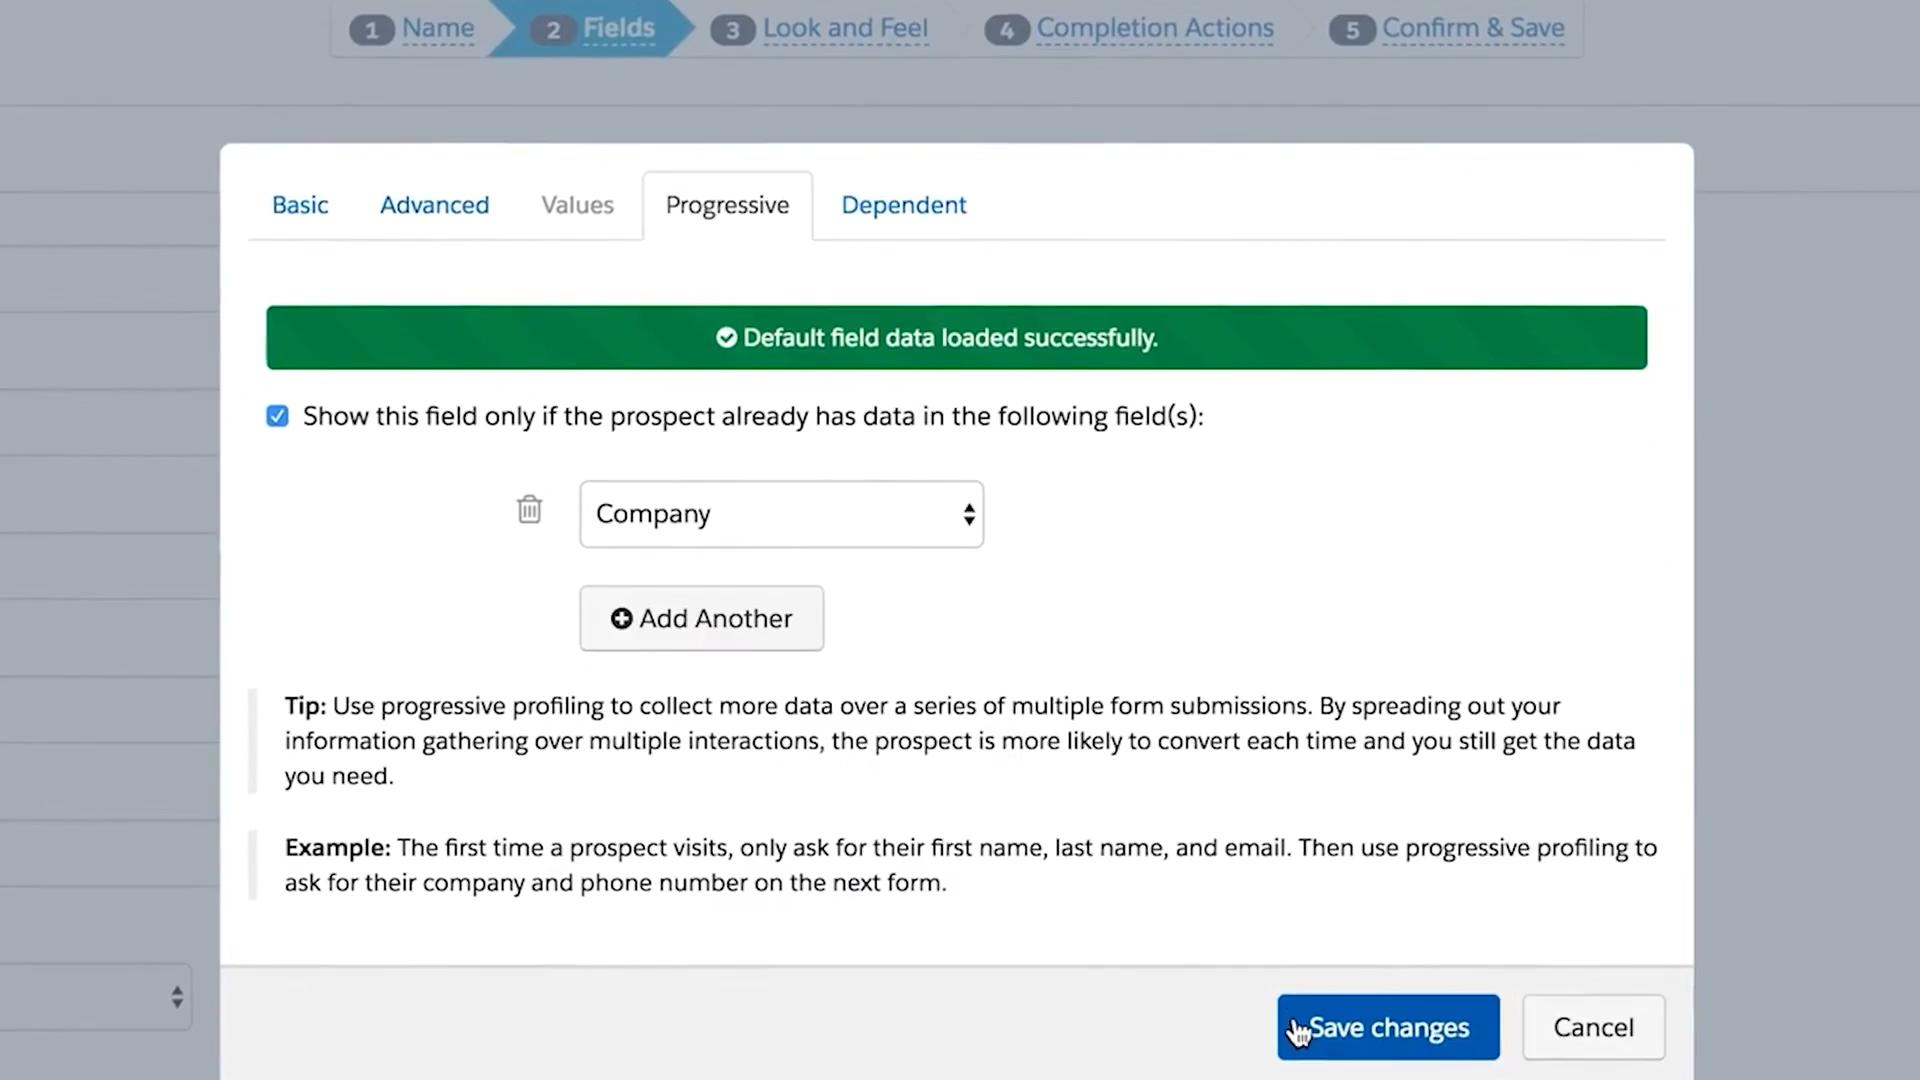 1 Name 2 Fields 3 Look and Feel 4 Completion Actions 5 Confirm & Save
Basic Advanced Values Progressive Dependent
Default field data loaded successfully.
Show this field only if the prospect already has data in the following field(s):
Company
Add Another
Tip: Use progressive profiling to collect more data over a series of multiple form submissions. By spreading out your
information gathering over multiple interactions, the prospect is more likely to convert each time and you still get the data
you need.
Example: The first time a prospect visits, only ask for their first name, last name, and email. Then use progressive profiling to
ask for their company and phone number on the next form.
Save changes Cancel